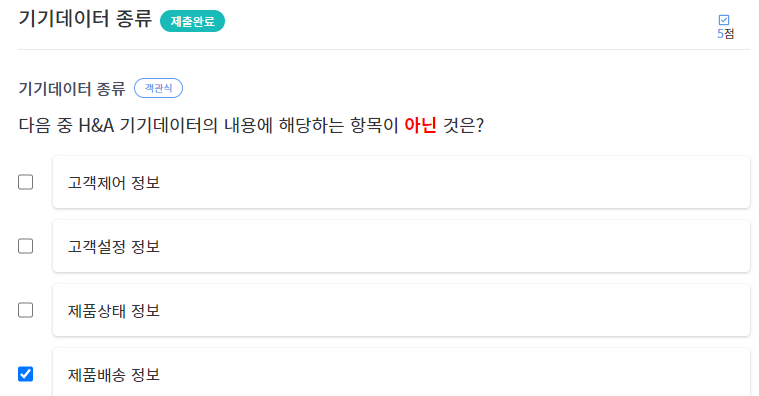 기기데이터 종류 제출완료
5점
기기데이터 종류 객관식
다음 중 H&A 기기데이터의 내용에 해당하는 항목이 아닌 것은?
고객제어 정보
고객설정 정보
제품상태 정보
제품배송 정보